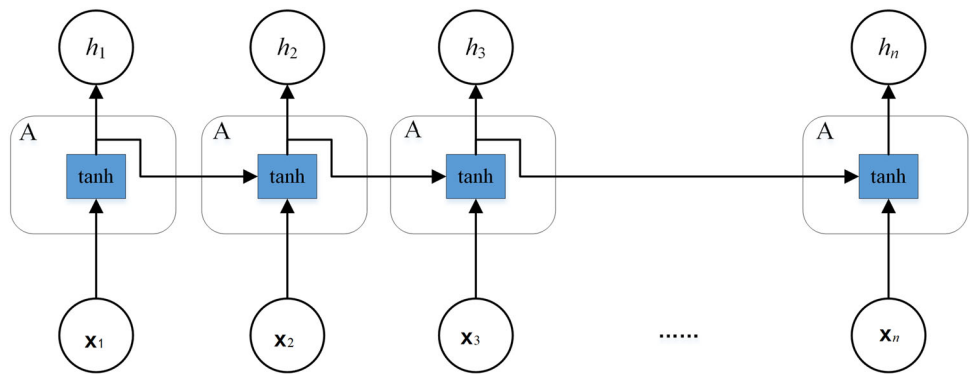 h₁ h₂ h₃ hₙ
A A A A
tanh tanh tanh tanh
x₁ x₂ x₃ ...... xₙ